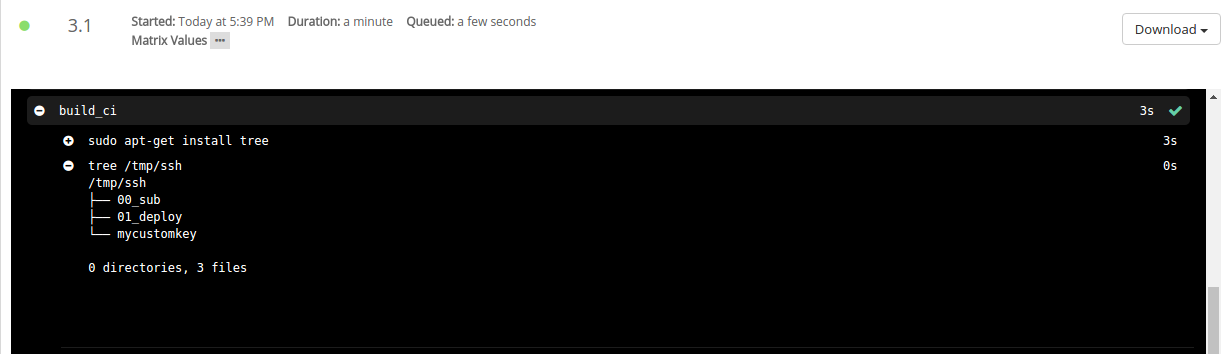 3.1 Started: Today at 5:39 PM Duration: a minute Queued: a few seconds
Matrix Values ···
Download
build_ci 3s
sudo apt-get install tree 3s
tree /tmp/ssh 0s
/tmp/ssh
├── 00_sub
├── 01_deploy
└── mycustomkey
0 directories, 3 files